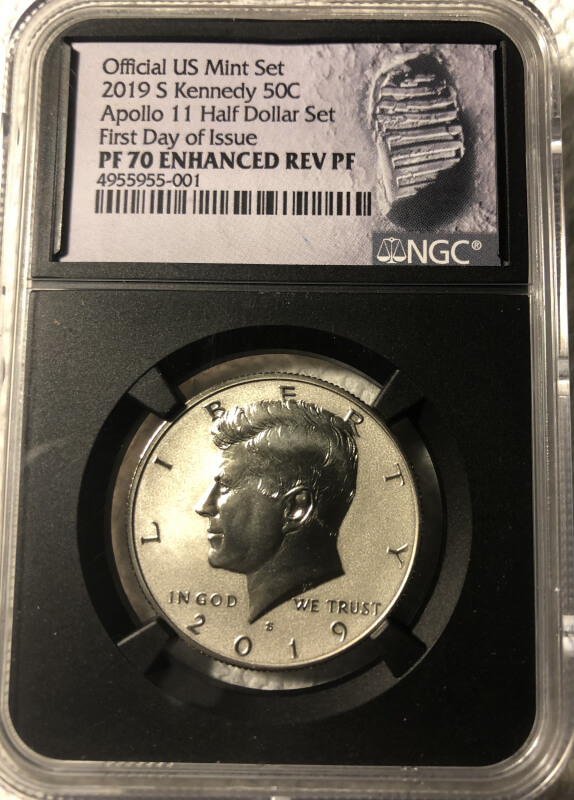 Official US Mint Set
2019 S Kennedy 50C
Apollo 11 Half Dollar Set
First Day of Issue
PF 70 ENHANCED REV PF
4955955-001
NGC®
LIBERTY
IN GOD WE TRUST
S
2019